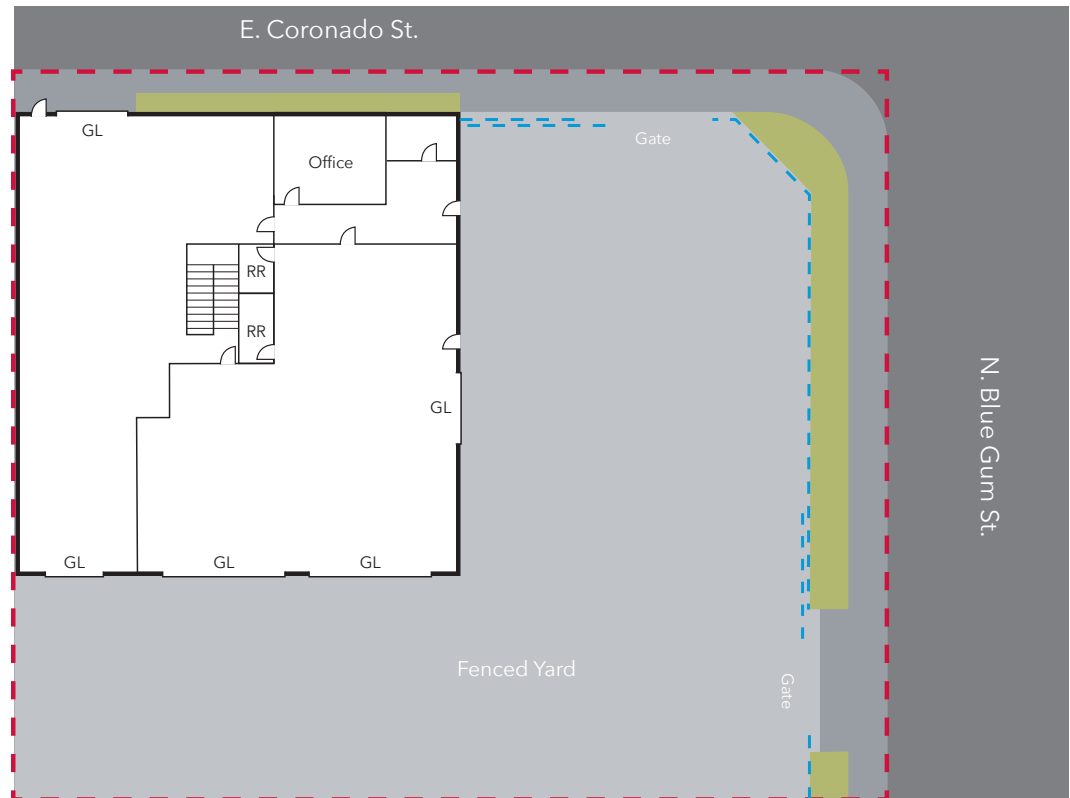 E. Coronado St.
GL
Gate
Office
RR
RR
N. Blue Gum St.
GL
GL
GL
GL
Fenced Yard
Gate